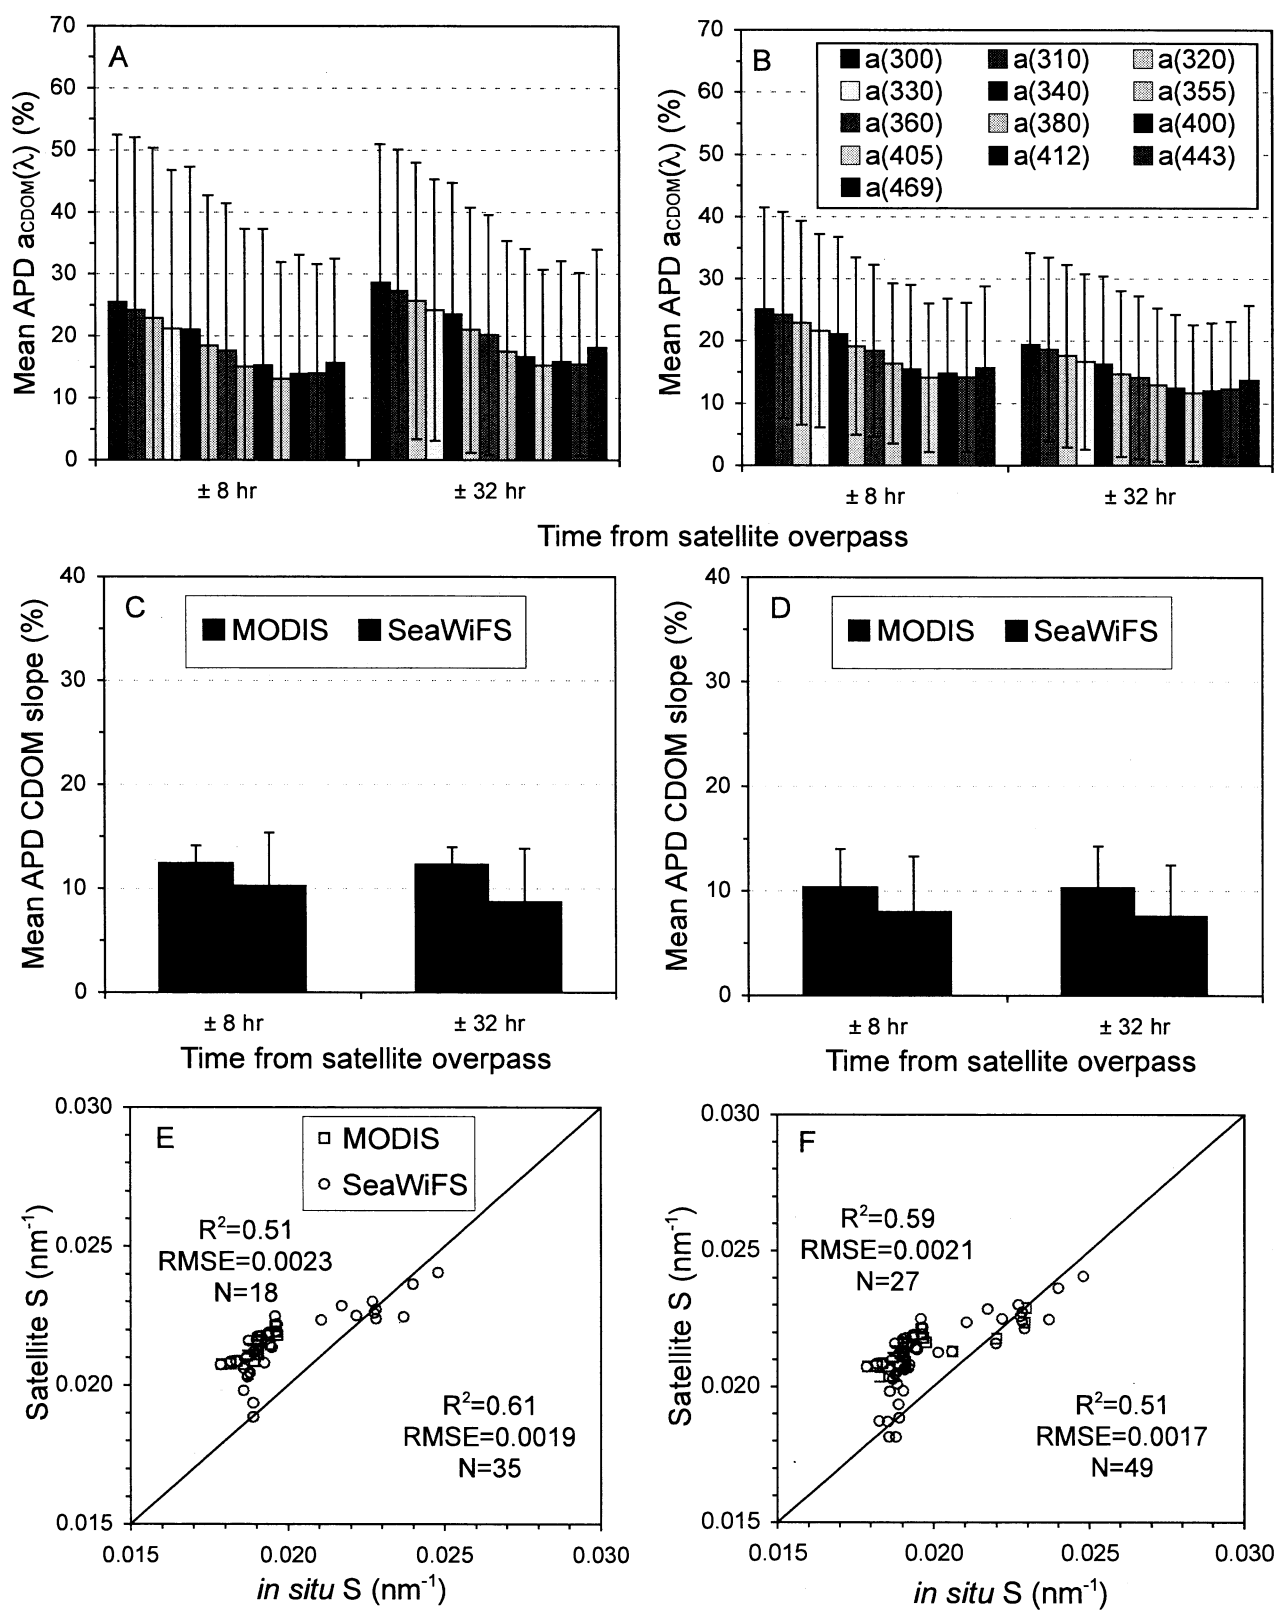 A
Mean APD aCDOM(λ) (%)
70
60
50
40
30
20
10
0
± 8 hr
± 32 hr
B
Mean APD aCDOM(λ) (%)
70
60
50
40
30
20
10
0
a(300) a(310) a(320)
a(330) a(340) a(355)
a(360) a(380) a(400)
a(405) a(412) a(443)
a(469)
± 8 hr
± 32 hr
Time from satellite overpass
C
Mean APD CDOM slope (%)
40
30
20
10
0
MODIS SeaWiFS
± 8 hr
± 32 hr
Time from satellite overpass
D
Mean APD CDOM slope (%)
40
30
20
10
0
MODIS SeaWiFS
± 8 hr
± 32 hr
Time from satellite overpass
E
Satellite S (nm⁻¹)
0.030
0.025
0.020
0.015
MODIS
SeaWiFS
R²=0.51
RMSE=0.0023
N=18
R²=0.61
RMSE=0.0019
N=35
0.015 0.020 0.025 0.030
in situ S (nm⁻¹)
F
Satellite S (nm⁻¹)
0.030
0.025
0.020
0.015
R²=0.59
RMSE=0.0021
N=27
R²=0.51
RMSE=0.0017
N=49
0.015 0.020 0.025 0.030
in situ S (nm⁻¹)